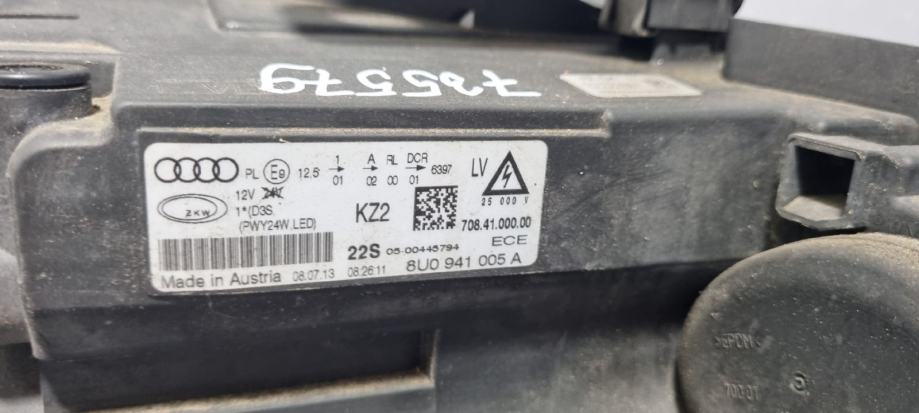 735579
PL E9 12,5 1 → 01 A → 02 RL 00 DCR → 01 6397 LV
12V 24V
ZKW 1*(D3S,
(PWY24W,LED) KZ2
25 000 V
708.41.000.00
22S 05-00445794 ECE
Made in Austria 08.07.13 08:26:11 8U0 941 005 A
>EPDM<